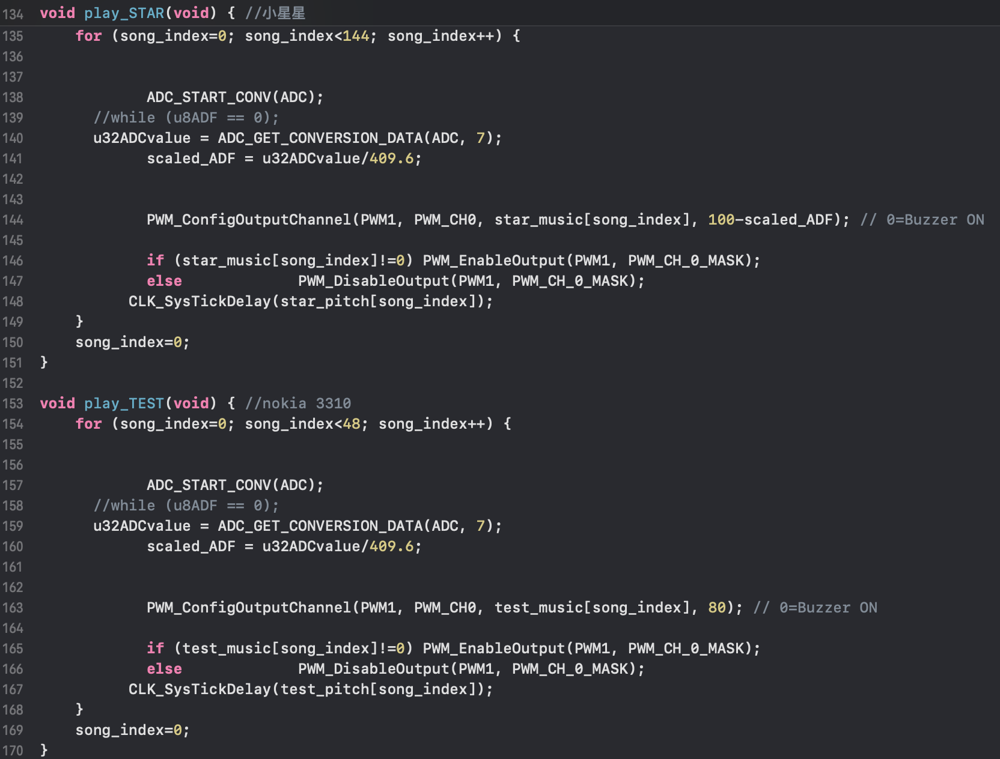 134 void play_STAR(void) { //小星星
135 for (song_index=0; song_index<144; song_index++) {
136
137
138 ADC_START_CONV(ADC);
139 //while (u8ADF == 0);
140 u32ADCvalue = ADC_GET_CONVERSION_DATA(ADC, 7);
141 scaled_ADF = u32ADCvalue/409.6;
142
143
144 PWM_ConfigOutputChannel(PWM1, PWM_CH0, star_music[song_index], 100-scaled_ADF); // 0=Buzzer ON
145
146 if (star_music[song_index]!=0) PWM_EnableOutput(PWM1, PWM_CH_0_MASK);
147 else PWM_DisableOutput(PWM1, PWM_CH_0_MASK);
148 CLK_SysTickDelay(star_pitch[song_index]);
149 }
150 song_index=0;
151 }
152
153 void play_TEST(void) { //nokia 3310
154 for (song_index=0; song_index<48; song_index++) {
155
156
157 ADC_START_CONV(ADC);
158 //while (u8ADF == 0);
159 u32ADCvalue = ADC_GET_CONVERSION_DATA(ADC, 7);
160 scaled_ADF = u32ADCvalue/409.6;
161
162
163 PWM_ConfigOutputChannel(PWM1, PWM_CH0, test_music[song_index], 80); // 0=Buzzer ON
164
165 if (test_music[song_index]!=0) PWM_EnableOutput(PWM1, PWM_CH_0_MASK);
166 else PWM_DisableOutput(PWM1, PWM_CH_0_MASK);
167 CLK_SysTickDelay(test_pitch[song_index]);
168 }
169 song_index=0;
170 }